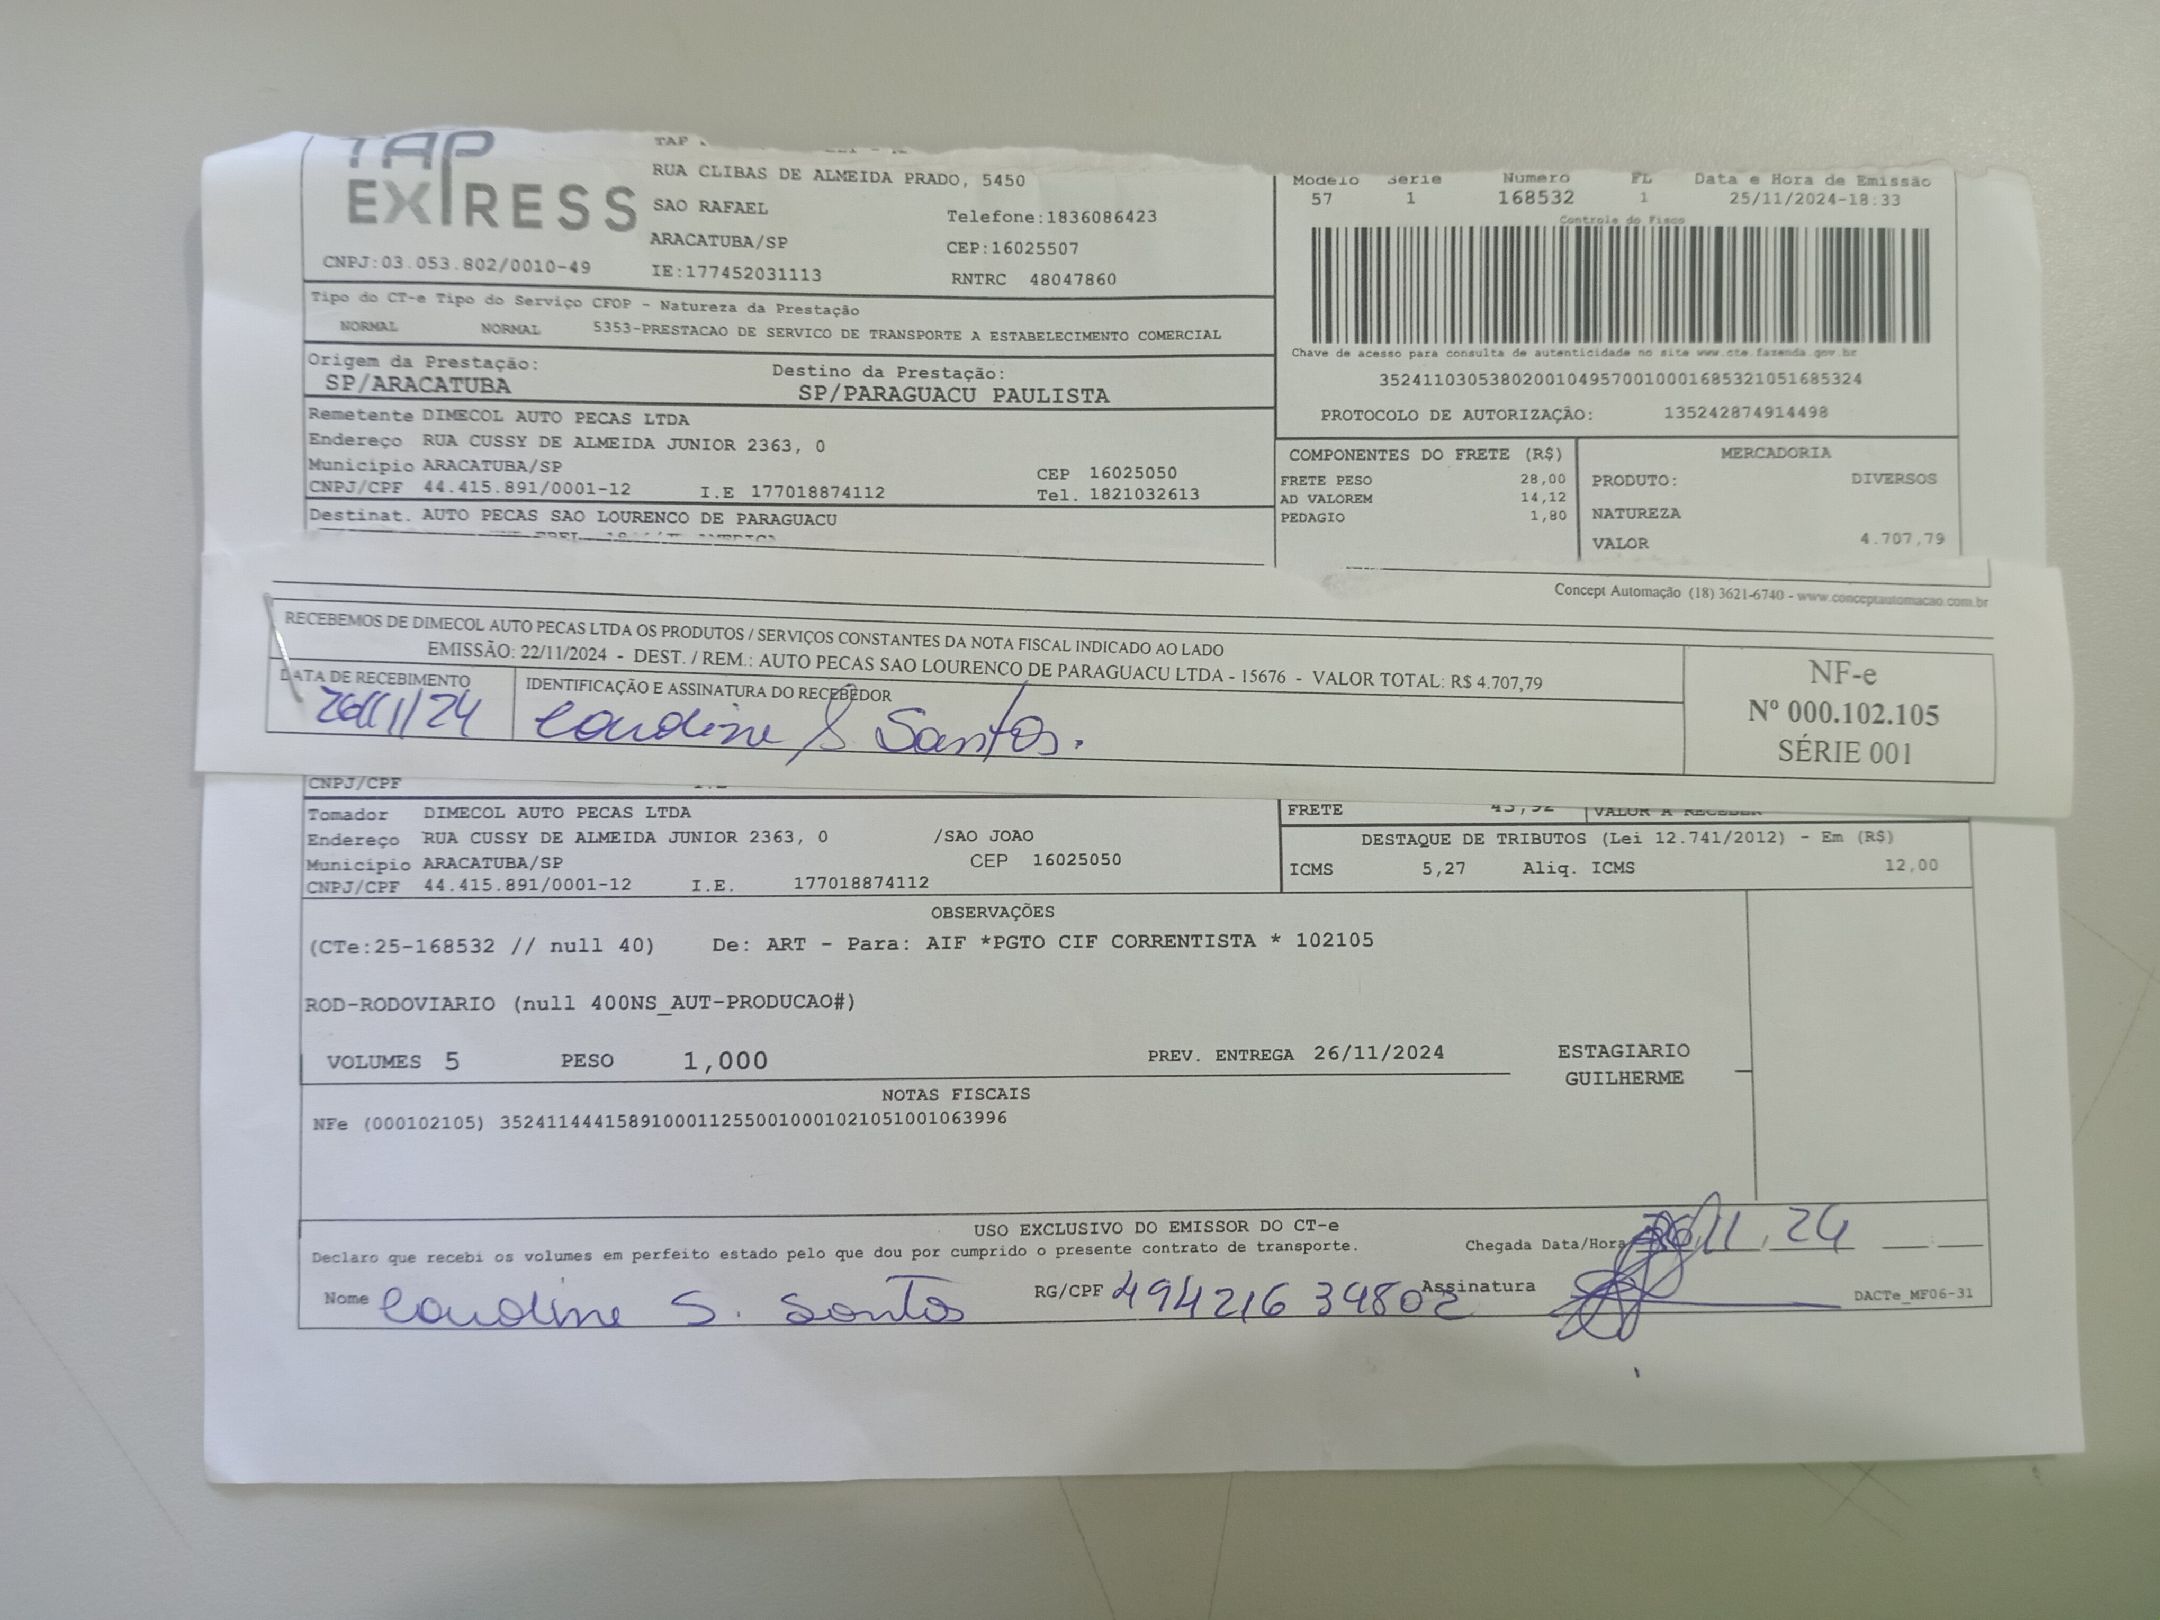 TAP
EXPRESS
RUA CLIBAS DE ALMEIDA PRADO, 5450
SAO RAFAEL
Telefone:1836086423
ARACATUBA/SP
CEP:16025507
CNPJ:03.053.802/0010-49
IE:177452031113
RNTRC 48047860
Modelo Serie Numero FL Data e Hora de Emissão
57 1 168532 1 25/11/2024-18:33
Controle do Fisco
Tipo do CT-e Tipo do Serviço CFOP - Natureza da Prestação
NORMAL NORMAL 5353-PRESTACAO DE SERVICO DE TRANSPORTE A ESTABELECIMENTO COMERCIAL
Chave de acesso para consulta de autenticidade no site www.cte.fazenda.gov.br
35241103053802001049570010001685321051685324
PROTOCOLO DE AUTORIZAÇÃO: 135242874914498
Origem da Prestação: Destino da Prestação:
SP/ARACATUBA SP/PARAGUACU PAULISTA
Remetente DIMECOL AUTO PECAS LTDA
Endereço RUA CUSSY DE ALMEIDA JUNIOR 2363, 0
Municipio ARACATUBA/SP CEP 16025050
CNPJ/CPF 44.415.891/0001-12 I.E 177018874112 Tel. 1821032613
Destinat. AUTO PECAS SAO LOURENCO DE PARAGUACU
COMPONENTES DO FRETE (R$)
FRETE PESO 28,00
AD VALOREM 14,12
PEDAGIO 1,80
MERCADORIA
PRODUTO: DIVERSOS
NATUREZA
VALOR 4.707,79
Concept Automação (18) 3621-6740 - www.conceptautomacao.com.br
RECEBEMOS DE DIMECOL AUTO PECAS LTDA OS PRODUTOS / SERVIÇOS CONSTANTES DA NOTA FISCAL INDICADO AO LADO
EMISSÃO: 22/11/2024 - DEST. / REM.: AUTO PECAS SAO LOURENCO DE PARAGUACU LTDA - 15676 - VALOR TOTAL: R$ 4.707,79
DATA DE RECEBIMENTO IDENTIFICAÇÃO E ASSINATURA DO RECEBEDOR
26/11/24 S. Santos.
NF-e
Nº 000.102.105
SÉRIE 001
CNPJ/CPF
Tomador DIMECOL AUTO PECAS LTDA
Endereço RUA CUSSY DE ALMEIDA JUNIOR 2363, 0 /SAO JOAO
Municipio ARACATUBA/SP CEP 16025050
CNPJ/CPF 44.415.891/0001-12 I.E. 177018874112
FRETE 43,92 VALOR A RECEBER
DESTAQUE DE TRIBUTOS (Lei 12.741/2012) - Em (R$)
ICMS 5,27 Aliq. ICMS 12,00
OBSERVAÇÕES
(CTe:25-168532 // null 40) De: ART - Para: AIF *PGTO CIF CORRENTISTA * 102105
ROD-RODOVIARIO (null 400NS_AUT-PRODUCAO#)
VOLUMES 5 PESO 1,000 PREV. ENTREGA 26/11/2024
ESTAGIARIO
GUILHERME
NOTAS FISCAIS
NFe (000102105) 35241144415891000112550010001021051001063996
USO EXCLUSIVO DO EMISSOR DO CT-e
Declaro que recebi os volumes em perfeito estado pelo que dou por cumprido o presente contrato de transporte. Chegada Data/Hora 26,11,24
Nome S. Santos RG/CPF 49421639802 Assinatura
DACTe_MF06-31